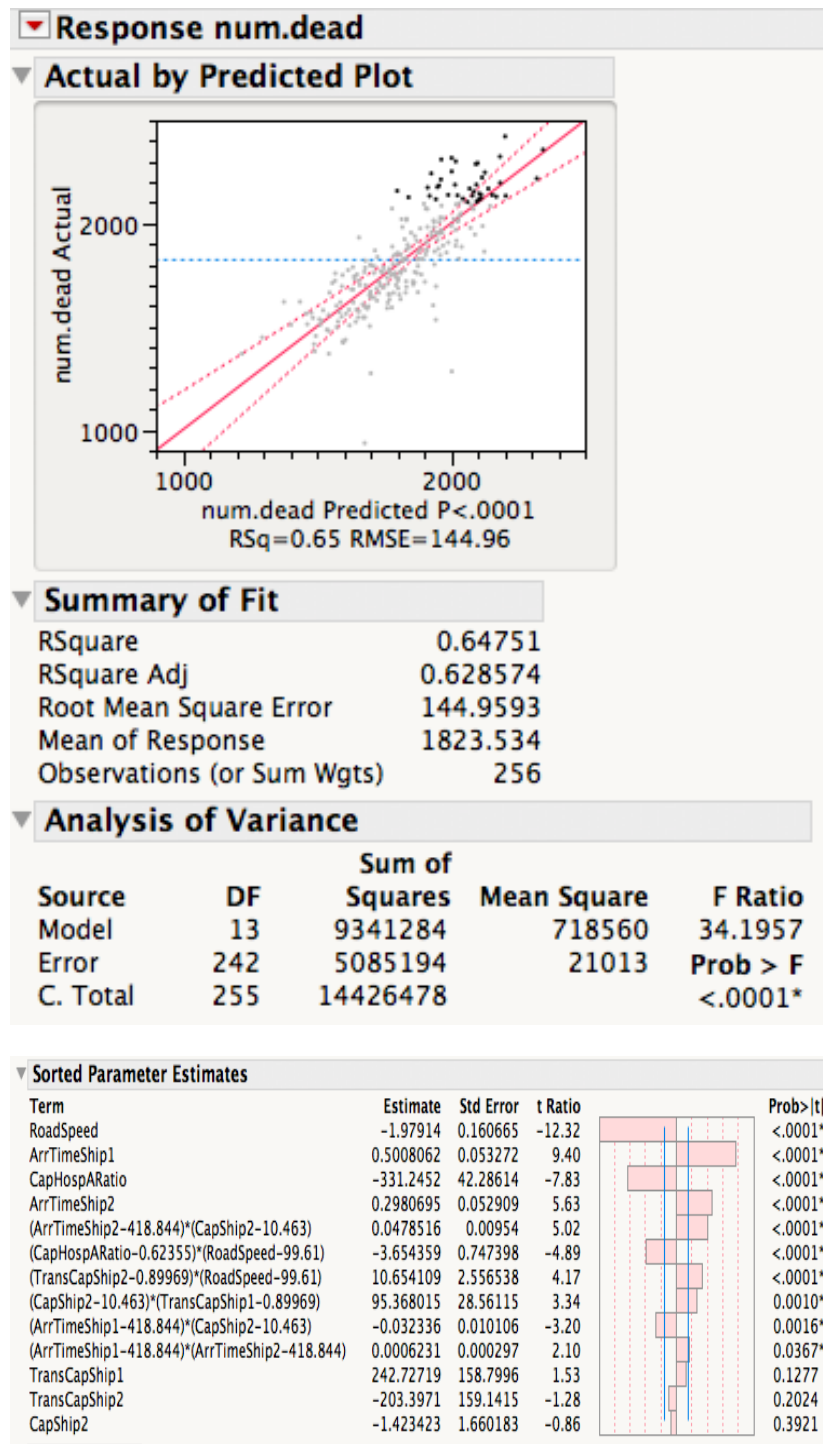 Response num.dead
Actual by Predicted Plot
num.dead Actual
2000
1000
1000 2000
num.dead Predicted P<.0001
RSq=0.65 RMSE=144.96
Summary of Fit
RSquare 0.64751
RSquare Adj 0.628574
Root Mean Square Error 144.9593
Mean of Response 1823.534
Observations (or Sum Wgts) 256
Analysis of Variance
Sum of
Source DF Squares Mean Square F Ratio
Model 13 9341284 718560 34.1957
Error 242 5085194 21013 Prob > F
C. Total 255 14426478 <.0001*
Sorted Parameter Estimates
Term Estimate Std Error t Ratio Prob>|t|
RoadSpeed -1.97914 0.160665 -12.32 <.0001*
ArrTimeShip1 0.5008062 0.053272 9.40 <.0001*
CapHospARatio -331.2452 42.28614 -7.83 <.0001*
ArrTimeShip2 0.2980695 0.052909 5.63 <.0001*
(ArrTimeShip2-418.844)*(CapShip2-10.463) 0.0478516 0.00954 5.02 <.0001*
(CapHospARatio-0.62355)*(RoadSpeed-99.61) -3.654359 0.747398 -4.89 <.0001*
(TransCapShip2-0.89969)*(RoadSpeed-99.61) 10.654109 2.556538 4.17 <.0001*
(CapShip2-10.463)*(TransCapShip1-0.89969) 95.368015 28.56115 3.34 0.0010*
(ArrTimeShip1-418.844)*(CapShip2-10.463) -0.032336 0.010106 -3.20 0.0016*
(ArrTimeShip1-418.844)*(ArrTimeShip2-418.844) 0.0006231 0.000297 2.10 0.0367*
TransCapShip1 242.72719 158.7996 1.53 0.1277
TransCapShip2 -203.3971 159.1415 -1.28 0.2024
CapShip2 -1.423423 1.660183 -0.86 0.3921